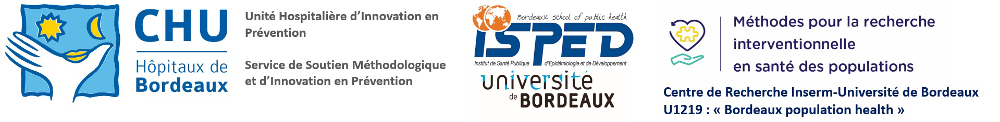 CHU
Hôpitaux de
Bordeaux
Unité Hospitalière d’Innovation en
Prévention
Service de Soutien Méthodologique
et d’Innovation en Prévention
Bordeaux school of public health
ISPED
Institut de Santé Publique d’Epidémiologie et de Développement
université
de BORDEAUX
Méthodes pour la recherche
interventionnelle
en santé des populations
Centre de Recherche Inserm-Université de Bordeaux
U1219 : « Bordeaux population health »